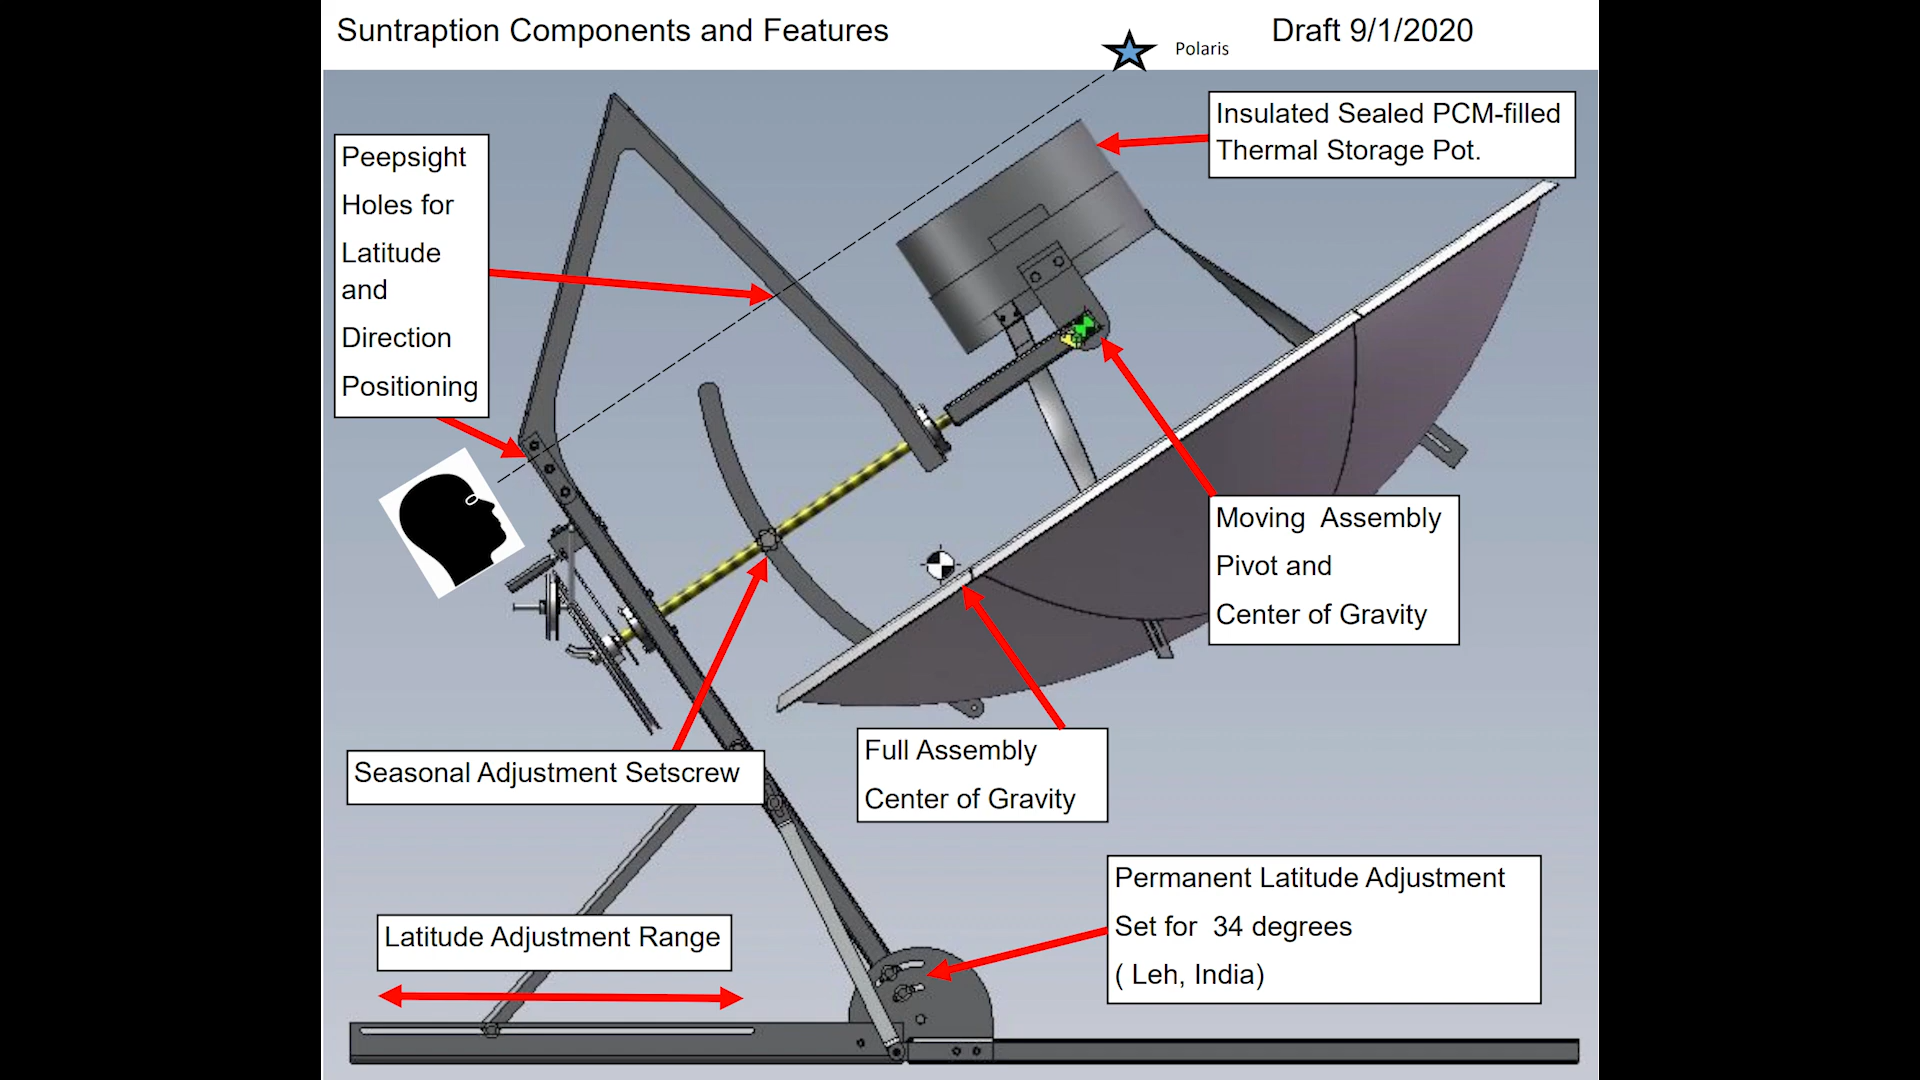 Suntraption Components and Features
Draft 9/1/2020
Polaris
Insulated Sealed PCM-filled
Thermal Storage Pot.
Peepsight
Holes for
Latitude
and
Direction
Positioning
Moving Assembly
Pivot and
Center of Gravity
Full Assembly
Center of Gravity
Seasonal Adjustment Setscrew
Permanent Latitude Adjustment
Set for 34 degrees
( Leh, India)
Latitude Adjustment Range